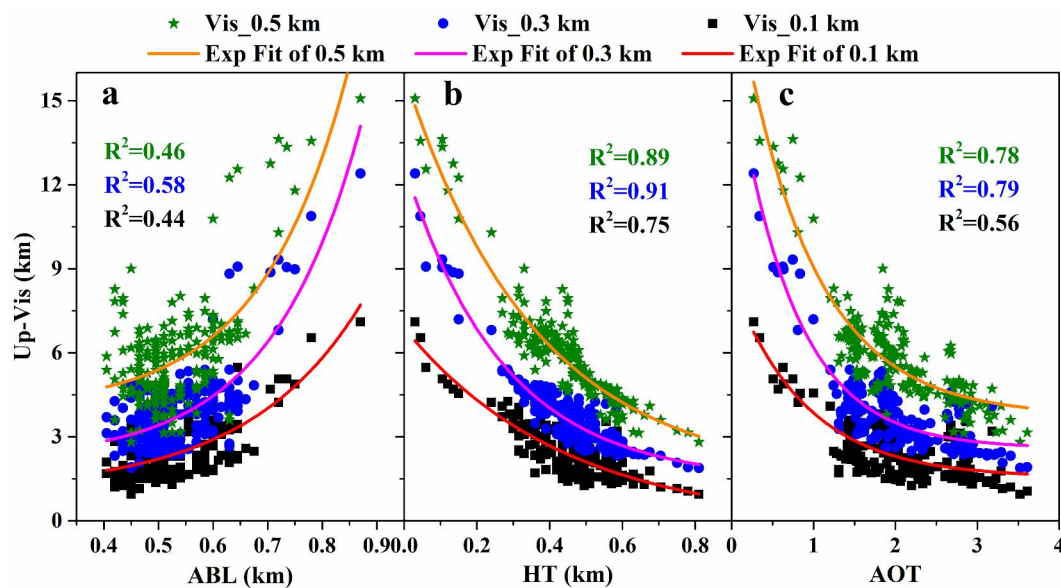 Vis_0.5 km Vis_0.3 km Vis_0.1 km
Exp Fit of 0.5 km Exp Fit of 0.3 km Exp Fit of 0.1 km
a b c
15
R²=0.46 R²=0.89 R²=0.78
R²=0.58 R²=0.91 R²=0.79
12
R²=0.44 R²=0.75 R²=0.56
9
Up-Vis (km)
6
3
0
0.4 0.5 0.6 0.7 0.8 0.90.0 0.2 0.4 0.6 0.8 0 1 2 3 4
ABL (km) HT (km) AOT